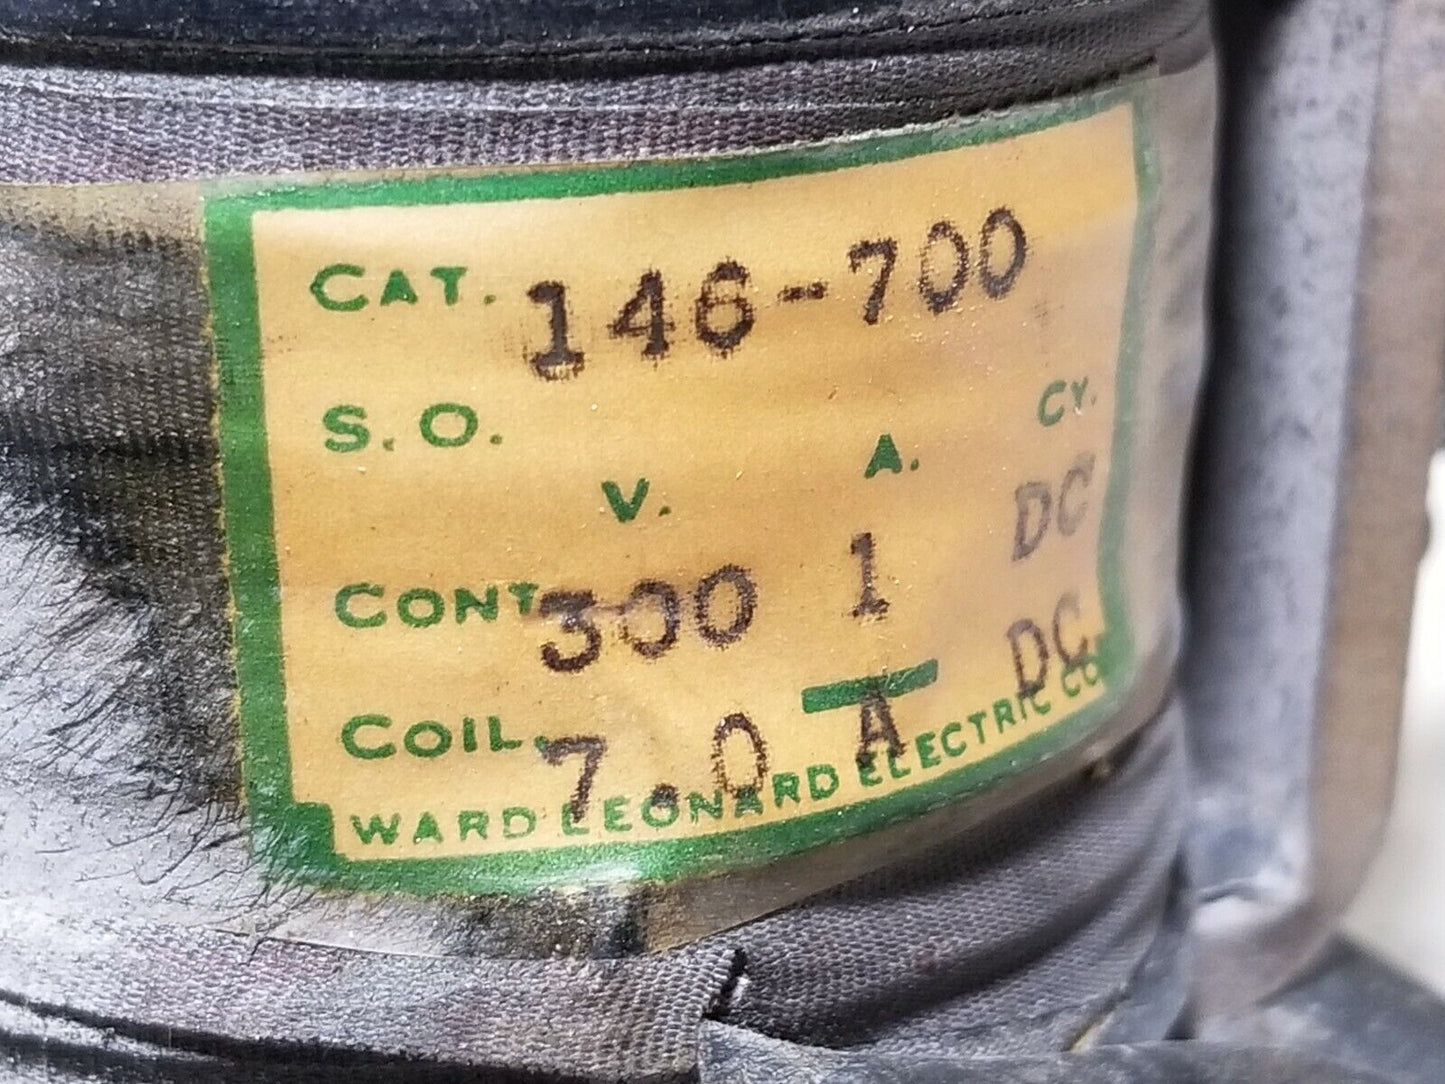 CAT. 146-700
S.O.
V. A. CY.
CONT. 300 1 DC
COIL. 7.0 A DC
WARD LEONARD ELECTRIC CO.